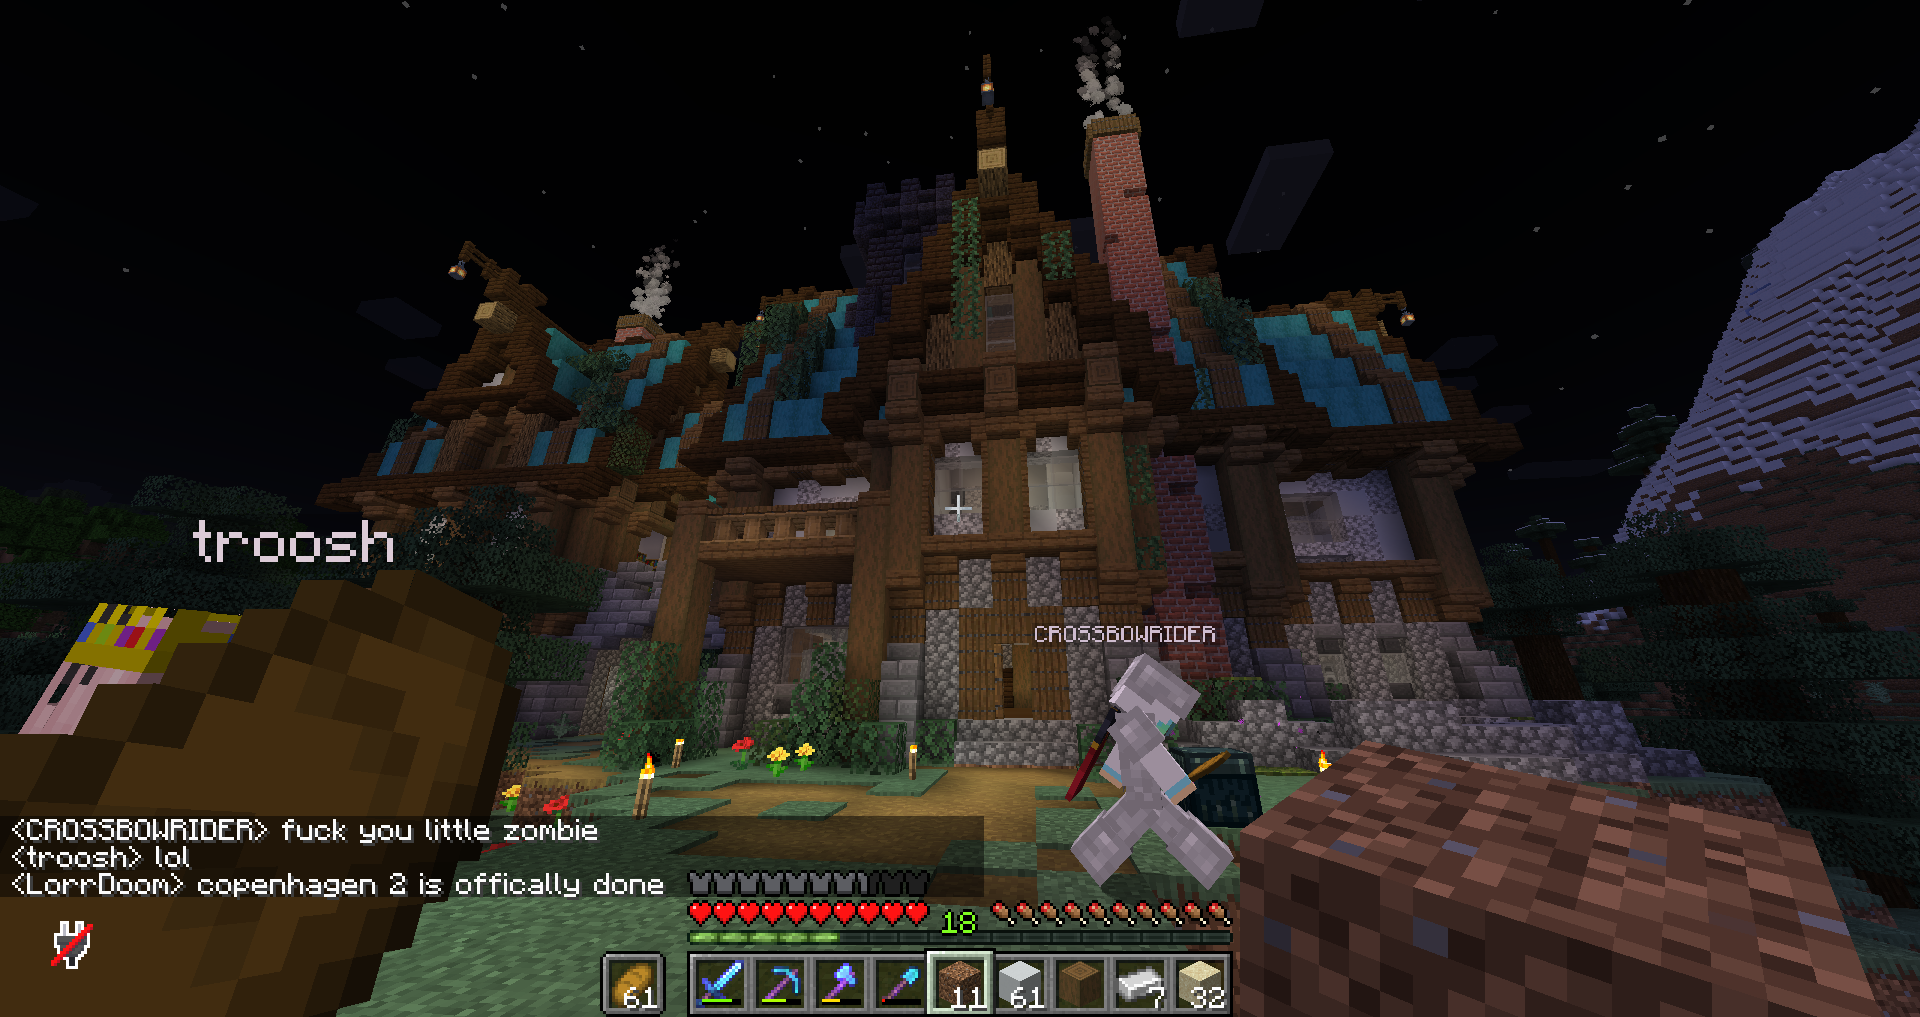 troosh
CROSSBOWRIDER
<CROSSBOWRIDER> fuck you little zombie
<troosh> lol
<LorrDoom> copenhagen 2 is offically done
18
61 11 61 7 32